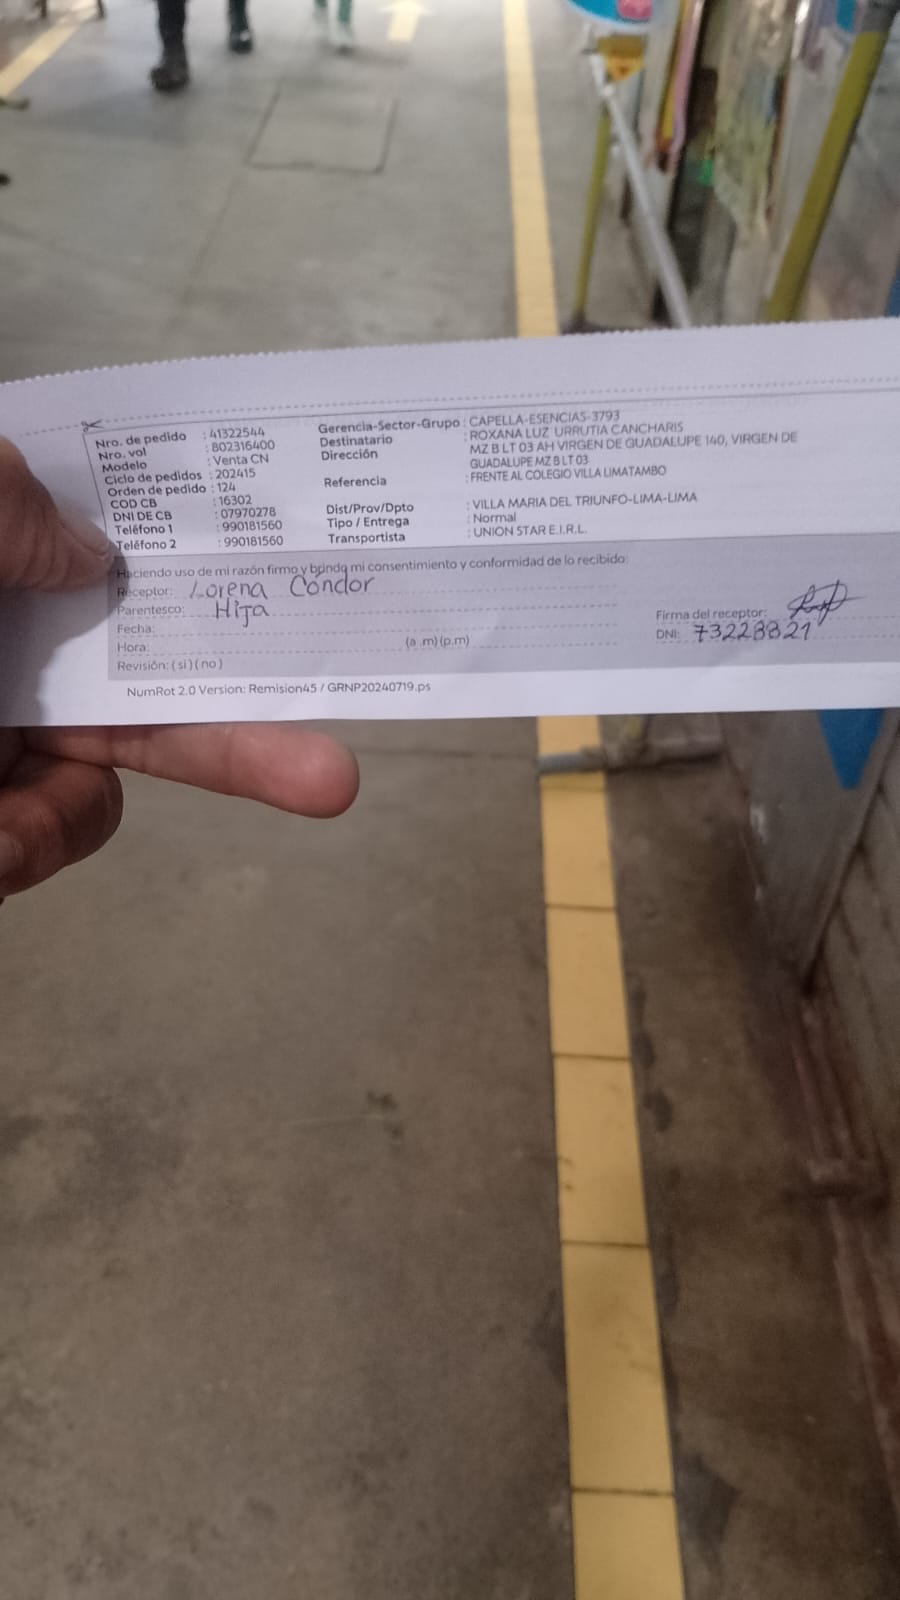 Nro. de pedido : 41322544
Nro. vol : 802316400
Modelo : Venta CN
Ciclo de pedidos : 202415
Orden de pedido : 124
COD CB : 16302
DNI DE CB : 07970278
Teléfono 1 : 990181560
Teléfono 2 : 990181560
Gerencia-Sector-Grupo : CAPELLA-ESENCIAS-3793
Destinatario : ROXANA LUZ URRUTIA CANCHARIS
Dirección : MZ B LT 03 AH VIRGEN DE GUADALUPE 140, VIRGEN DE
GUADALUPE MZ B LT 03
Referencia : FRENTE AL COLEGIO VILLA LIMATAMBO
Dist/Prov/Dpto : VILLA MARIA DEL TRIUNFO-LIMA-LIMA
Tipo / Entrega : Normal
Transportista : UNION STAR E.I.R.L.
Haciendo uso de mi razón firmo y brindo mi consentimiento y conformidad de lo recibido:
Receptor: Lorena Cóndor
Parentesco: Hija
Fecha:
Hora: (a.m) (p.m)
Revisión: ( si ) ( no )
Firma del receptor:
DNI: 73228821
NumRot 2.0 Version: Remision45 / GRNP20240719.ps